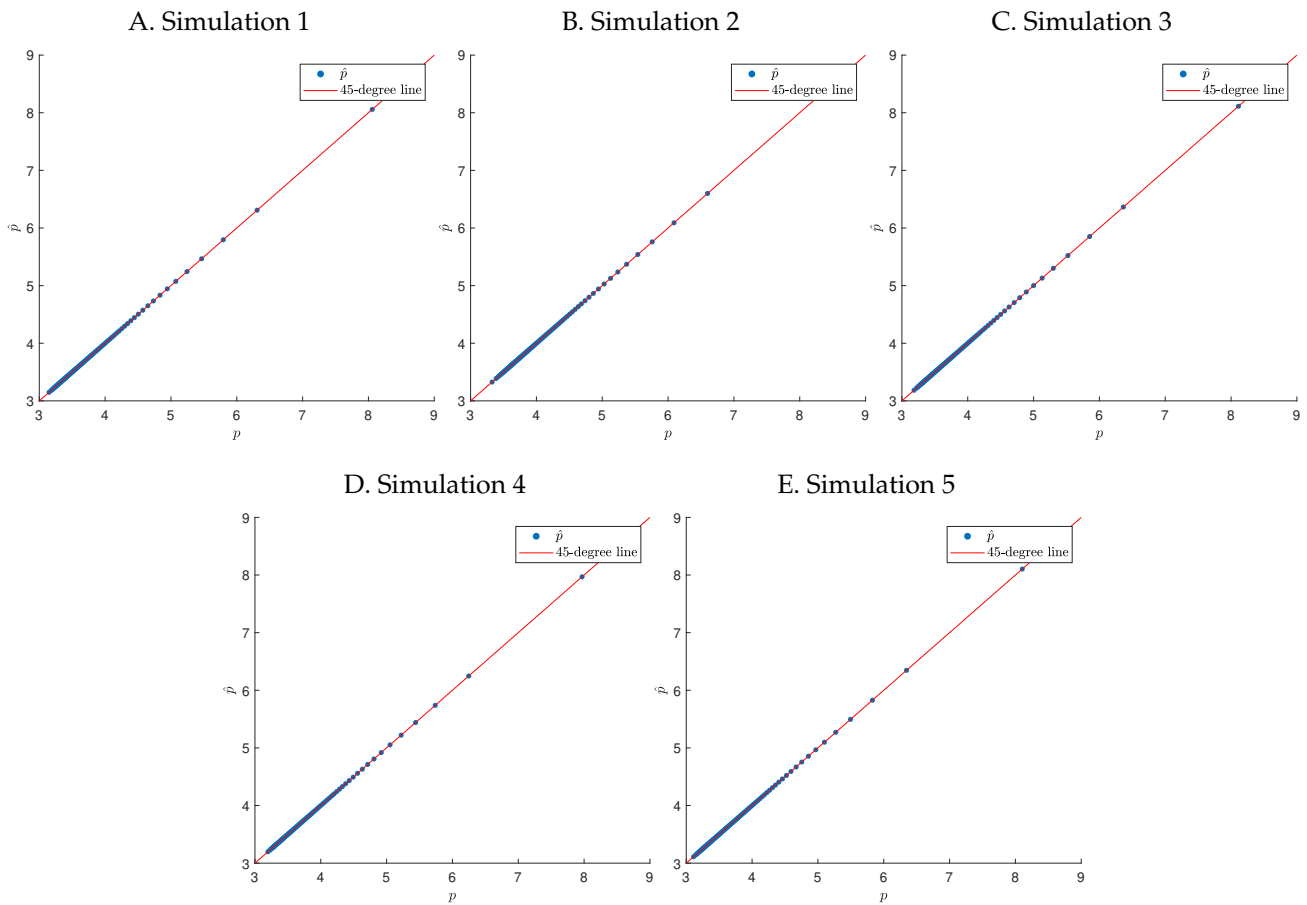 A. Simulation 1
9
8
7
6
5
4
3
p̂
3 4 5 6 7 8 9
p
p̂
45-degree line
B. Simulation 2
9
8
7
6
5
4
3
p̂
3 4 5 6 7 8 9
p
p̂
45-degree line
C. Simulation 3
9
8
7
6
5
4
3
p̂
3 4 5 6 7 8 9
p
p̂
45-degree line
D. Simulation 4
9
8
7
6
5
4
3
p̂
3 4 5 6 7 8 9
p
p̂
45-degree line
E. Simulation 5
9
8
7
6
5
4
3
p̂
3 4 5 6 7 8 9
p
p̂
45-degree line